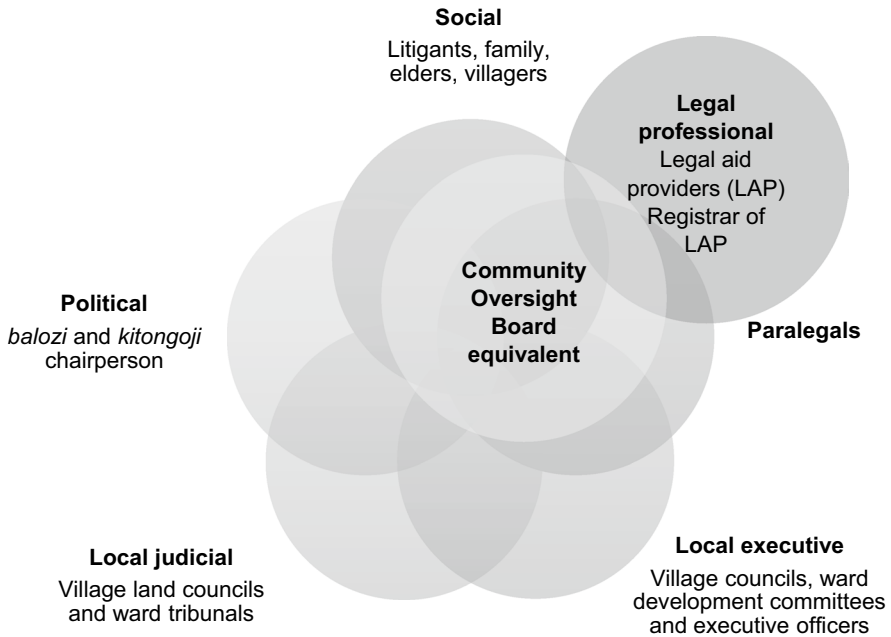 Social
Litigants, family,
elders, villagers
Legal
professional
Legal aid
providers (LAP)
Registrar of
LAP
Community
Oversight
Board
equivalent
Political
balozi and kitongoji
chairperson
Paralegals
Local judicial
Village land councils
and ward tribunals
Local executive
Village councils, ward
development committees
and executive officers